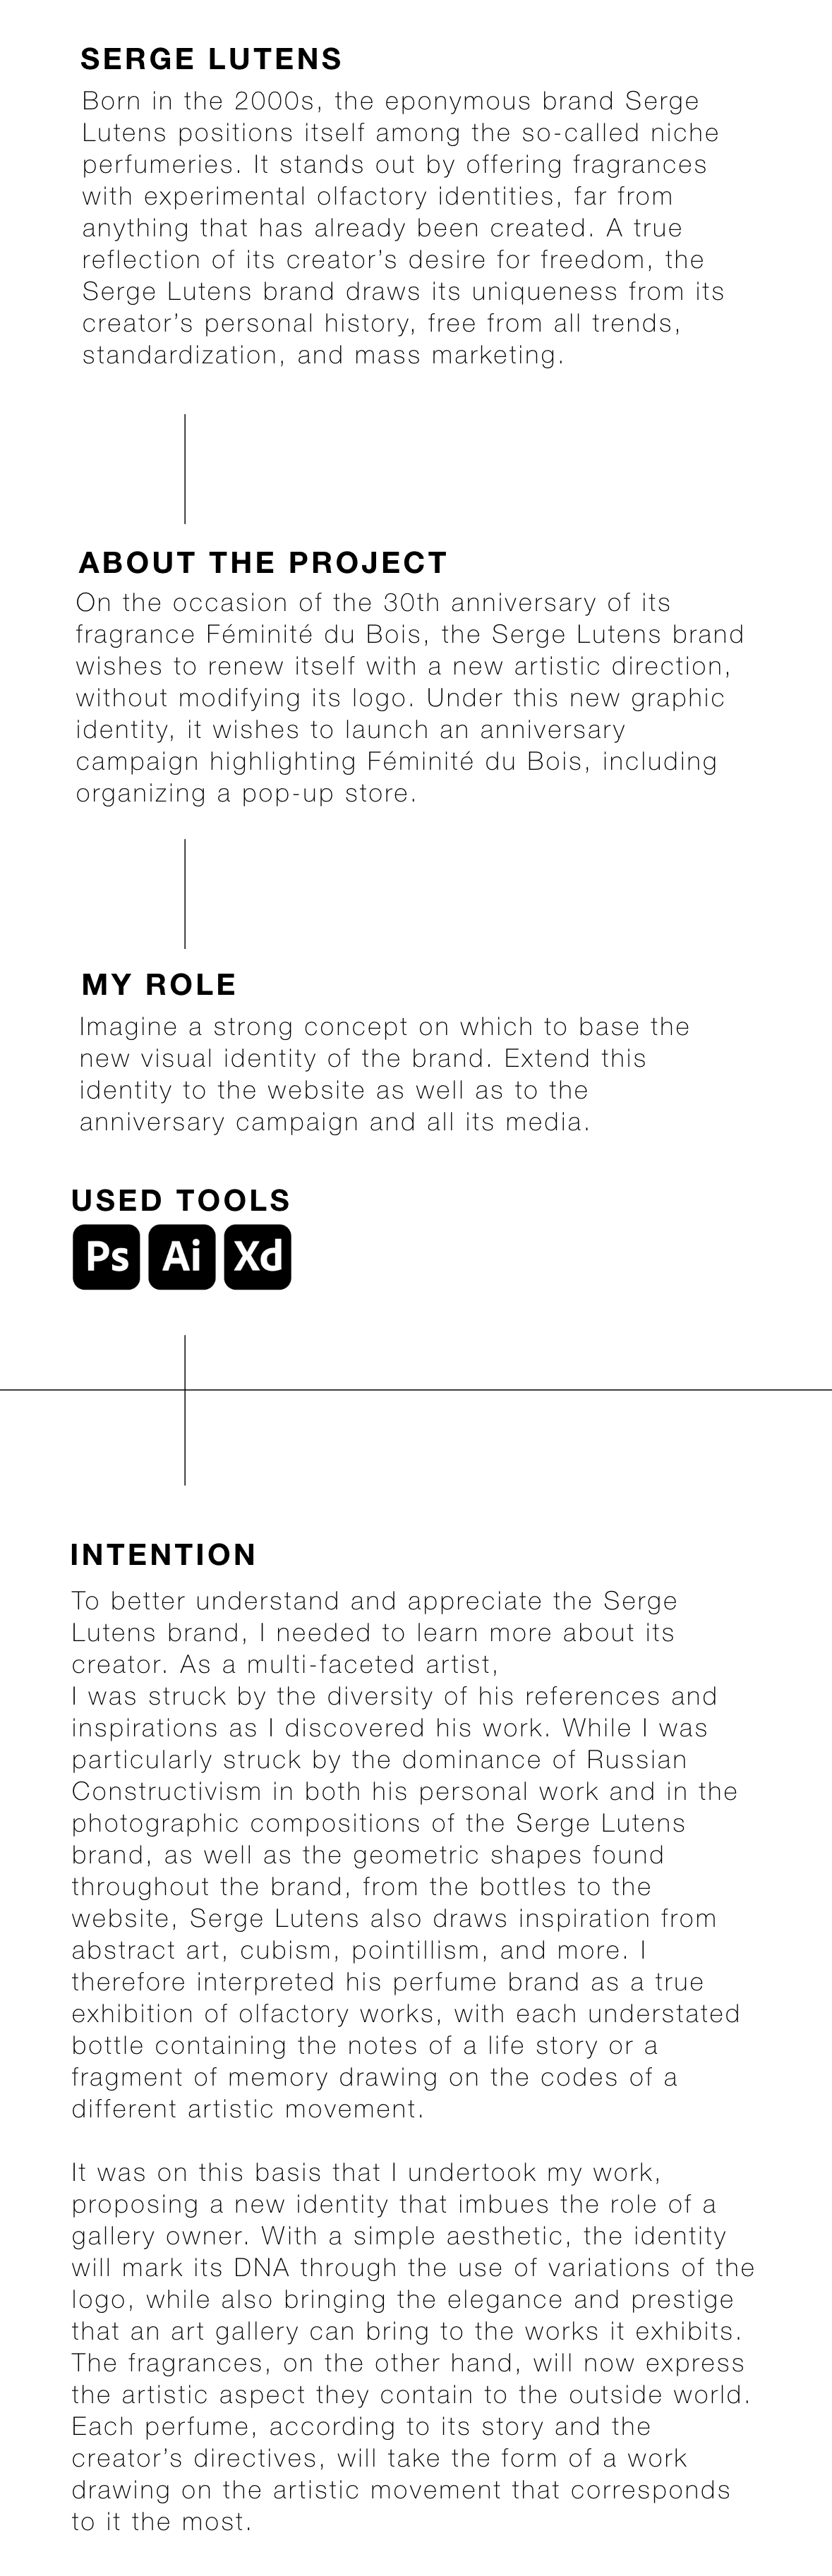 SERGE LUTENS
Born in the 2000s, the eponymous brand Serge
Lutens positions itself among the so-called niche
perfumeries. It stands out by offering fragrances
with experimental olfactory identities, far from
anything that has already been created. A true
reflection of its creator’s desire for freedom, the
Serge Lutens brand draws its uniqueness from its
creator’s personal history, free from all trends,
standardization, and mass marketing.
ABOUT THE PROJECT
On the occasion of the 30th anniversary of its
fragrance Féminité du Bois, the Serge Lutens brand
wishes to renew itself with a new artistic direction,
without modifying its logo. Under this new graphic
identity, it wishes to launch an anniversary
campaign highlighting Féminité du Bois, including
organizing a pop-up store.
MY ROLE
Imagine a strong concept on which to base the
new visual identity of the brand. Extend this
identity to the website as well as to the
anniversary campaign and all its media.
USED TOOLS
Ps Ai Xd
INTENTION
To better understand and appreciate the Serge
Lutens brand, I needed to learn more about its
creator. As a multi-faceted artist,
I was struck by the diversity of his references and
inspirations as I discovered his work. While I was
particularly struck by the dominance of Russian
Constructivism in both his personal work and in the
photographic compositions of the Serge Lutens
brand, as well as the geometric shapes found
throughout the brand, from the bottles to the
website, Serge Lutens also draws inspiration from
abstract art, cubism, pointillism, and more. I
therefore interpreted his perfume brand as a true
exhibition of olfactory works, with each understated
bottle containing the notes of a life story or a
fragment of memory drawing on the codes of a
different artistic movement.
It was on this basis that I undertook my work,
proposing a new identity that imbues the role of a
gallery owner. With a simple aesthetic, the identity
will mark its DNA through the use of variations of the
logo, while also bringing the elegance and prestige
that an art gallery can bring to the works it exhibits.
The fragrances, on the other hand, will now express
the artistic aspect they contain to the outside world.
Each perfume, according to its story and the
creator’s directives, will take the form of a work
drawing on the artistic movement that corresponds
to it the most.